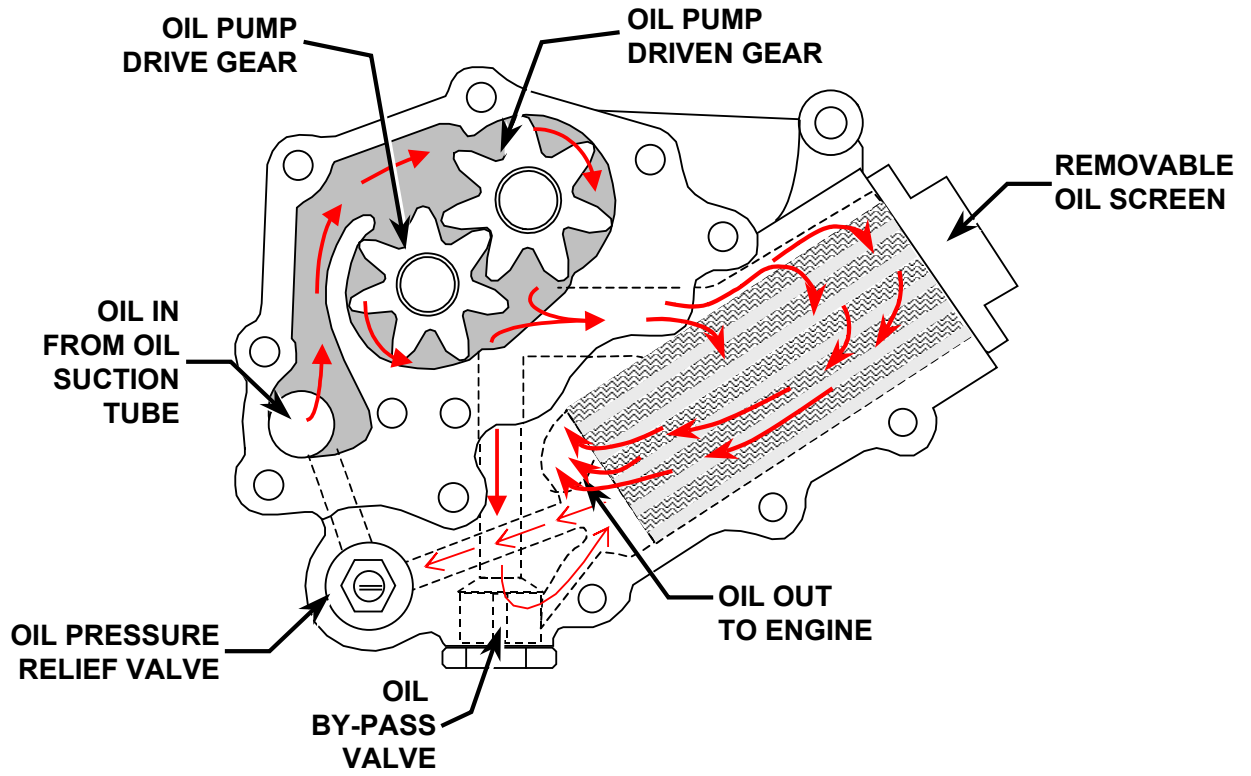 OIL PUMP
DRIVE GEAR
OIL PUMP
DRIVEN GEAR
REMOVABLE
OIL SCREEN
OIL IN
FROM OIL
SUCTION
TUBE
OIL OUT
TO ENGINE
OIL PRESSURE
RELIEF VALVE
OIL
BY-PASS
VALVE